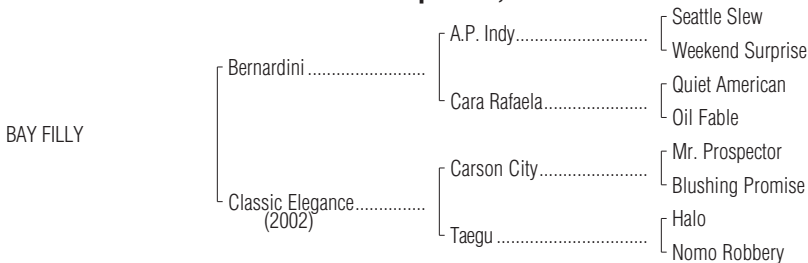 Seattle Slew
A.P. Indy..............................
Weekend Surprise
Bernardini ..........................
Quiet American
Cara Rafaela........................
Oil Fable
BAY FILLY
Mr. Prospector
Carson City.........................
Blushing Promise
Classic Elegance................
(2002)
Halo
Taegu ..................................
Nomo Robbery